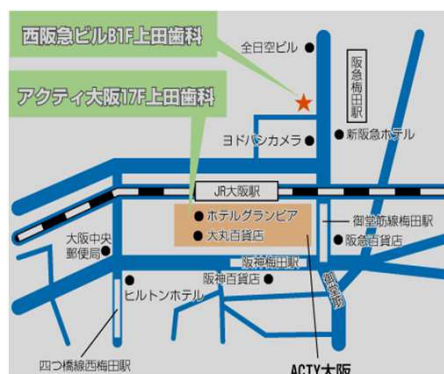 西阪急ビルB1F上田歯科
アクティ大阪17F上田歯科
全日空ビル
阪急梅田駅
ヨドバシカメラ
新阪急ホテル
JR大阪駅
ホテルグランビア
大丸百貨店
御堂筋線梅田駅
阪急百貨店
大阪中央
郵便局
阪神梅田駅
阪神百貨店
御堂筋
ヒルトンホテル
四つ橋線西梅田駅
ACTY大阪